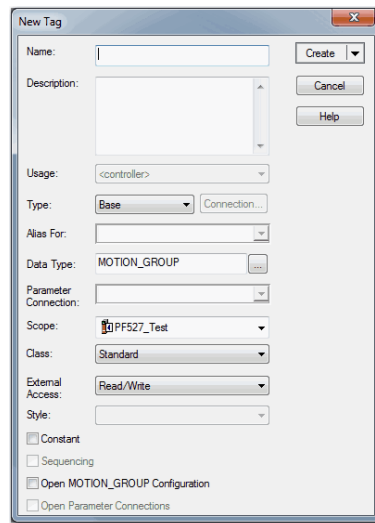 New Tag
Name:
Create
Description:
Cancel
Help
Usage: <controller>
Type: Base Connection...
Alias For:
Data Type: MOTION_GROUP ...
Parameter
Connection:
Scope: PF527_Test
Class: Standard
External
Access: Read/Write
Style:
Constant
Sequencing
Open MOTION_GROUP Configuration
Open Parameter Connections